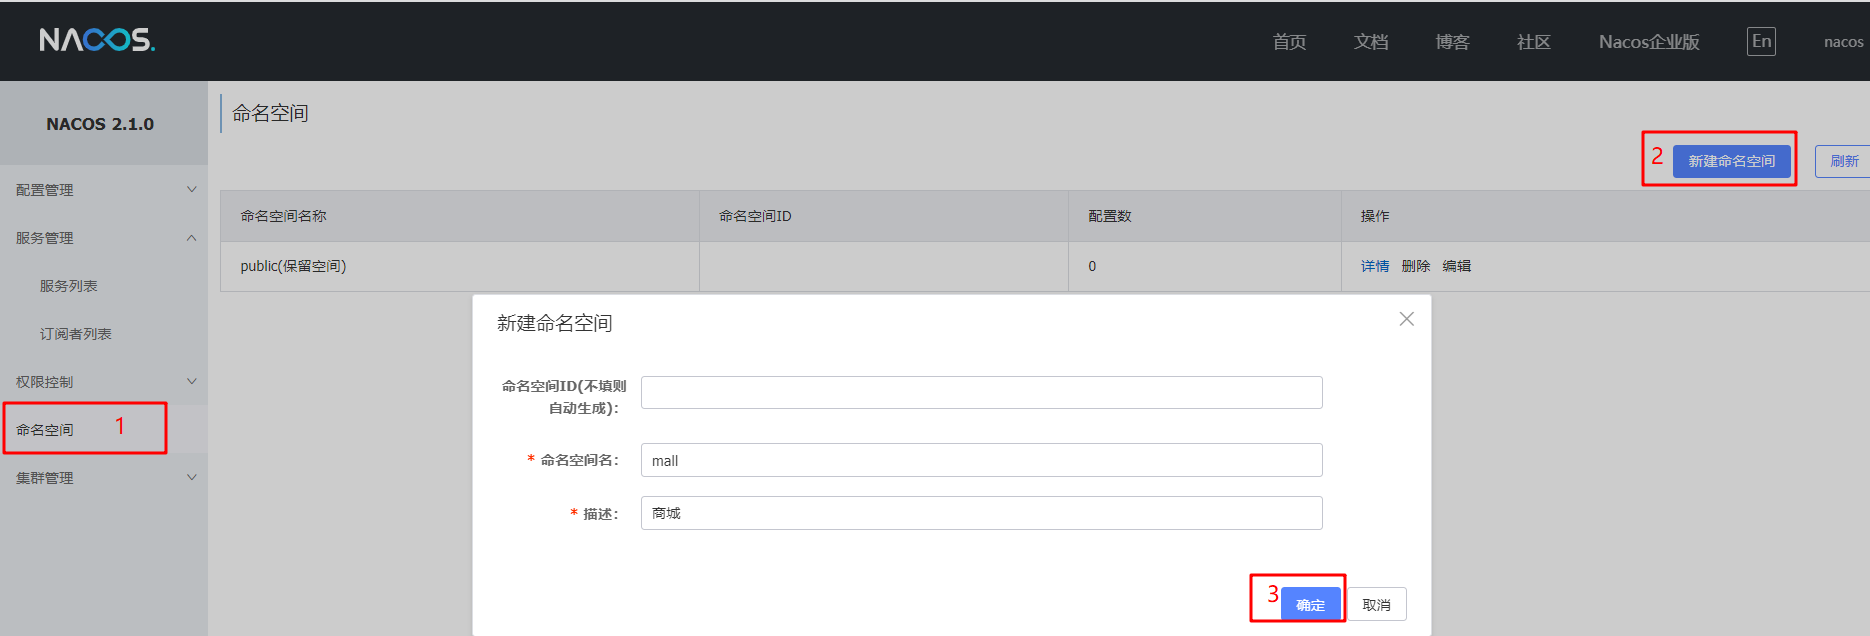 NACOS.
首页 文档 博客 社区 Nacos企业版 En nacos
NACOS 2.1.0
配置管理
服务管理
服务列表
订阅者列表
权限控制
命名空间 1
集群管理
命名空间
2 新建命名空间 刷新
命名空间名称 命名空间ID 配置数 操作
public(保留空间) 0 详情 删除 编辑
新建命名空间
命名空间ID(不填则
自动生成)：
* 命名空间名： mall
* 描述： 商城
3 确定 取消